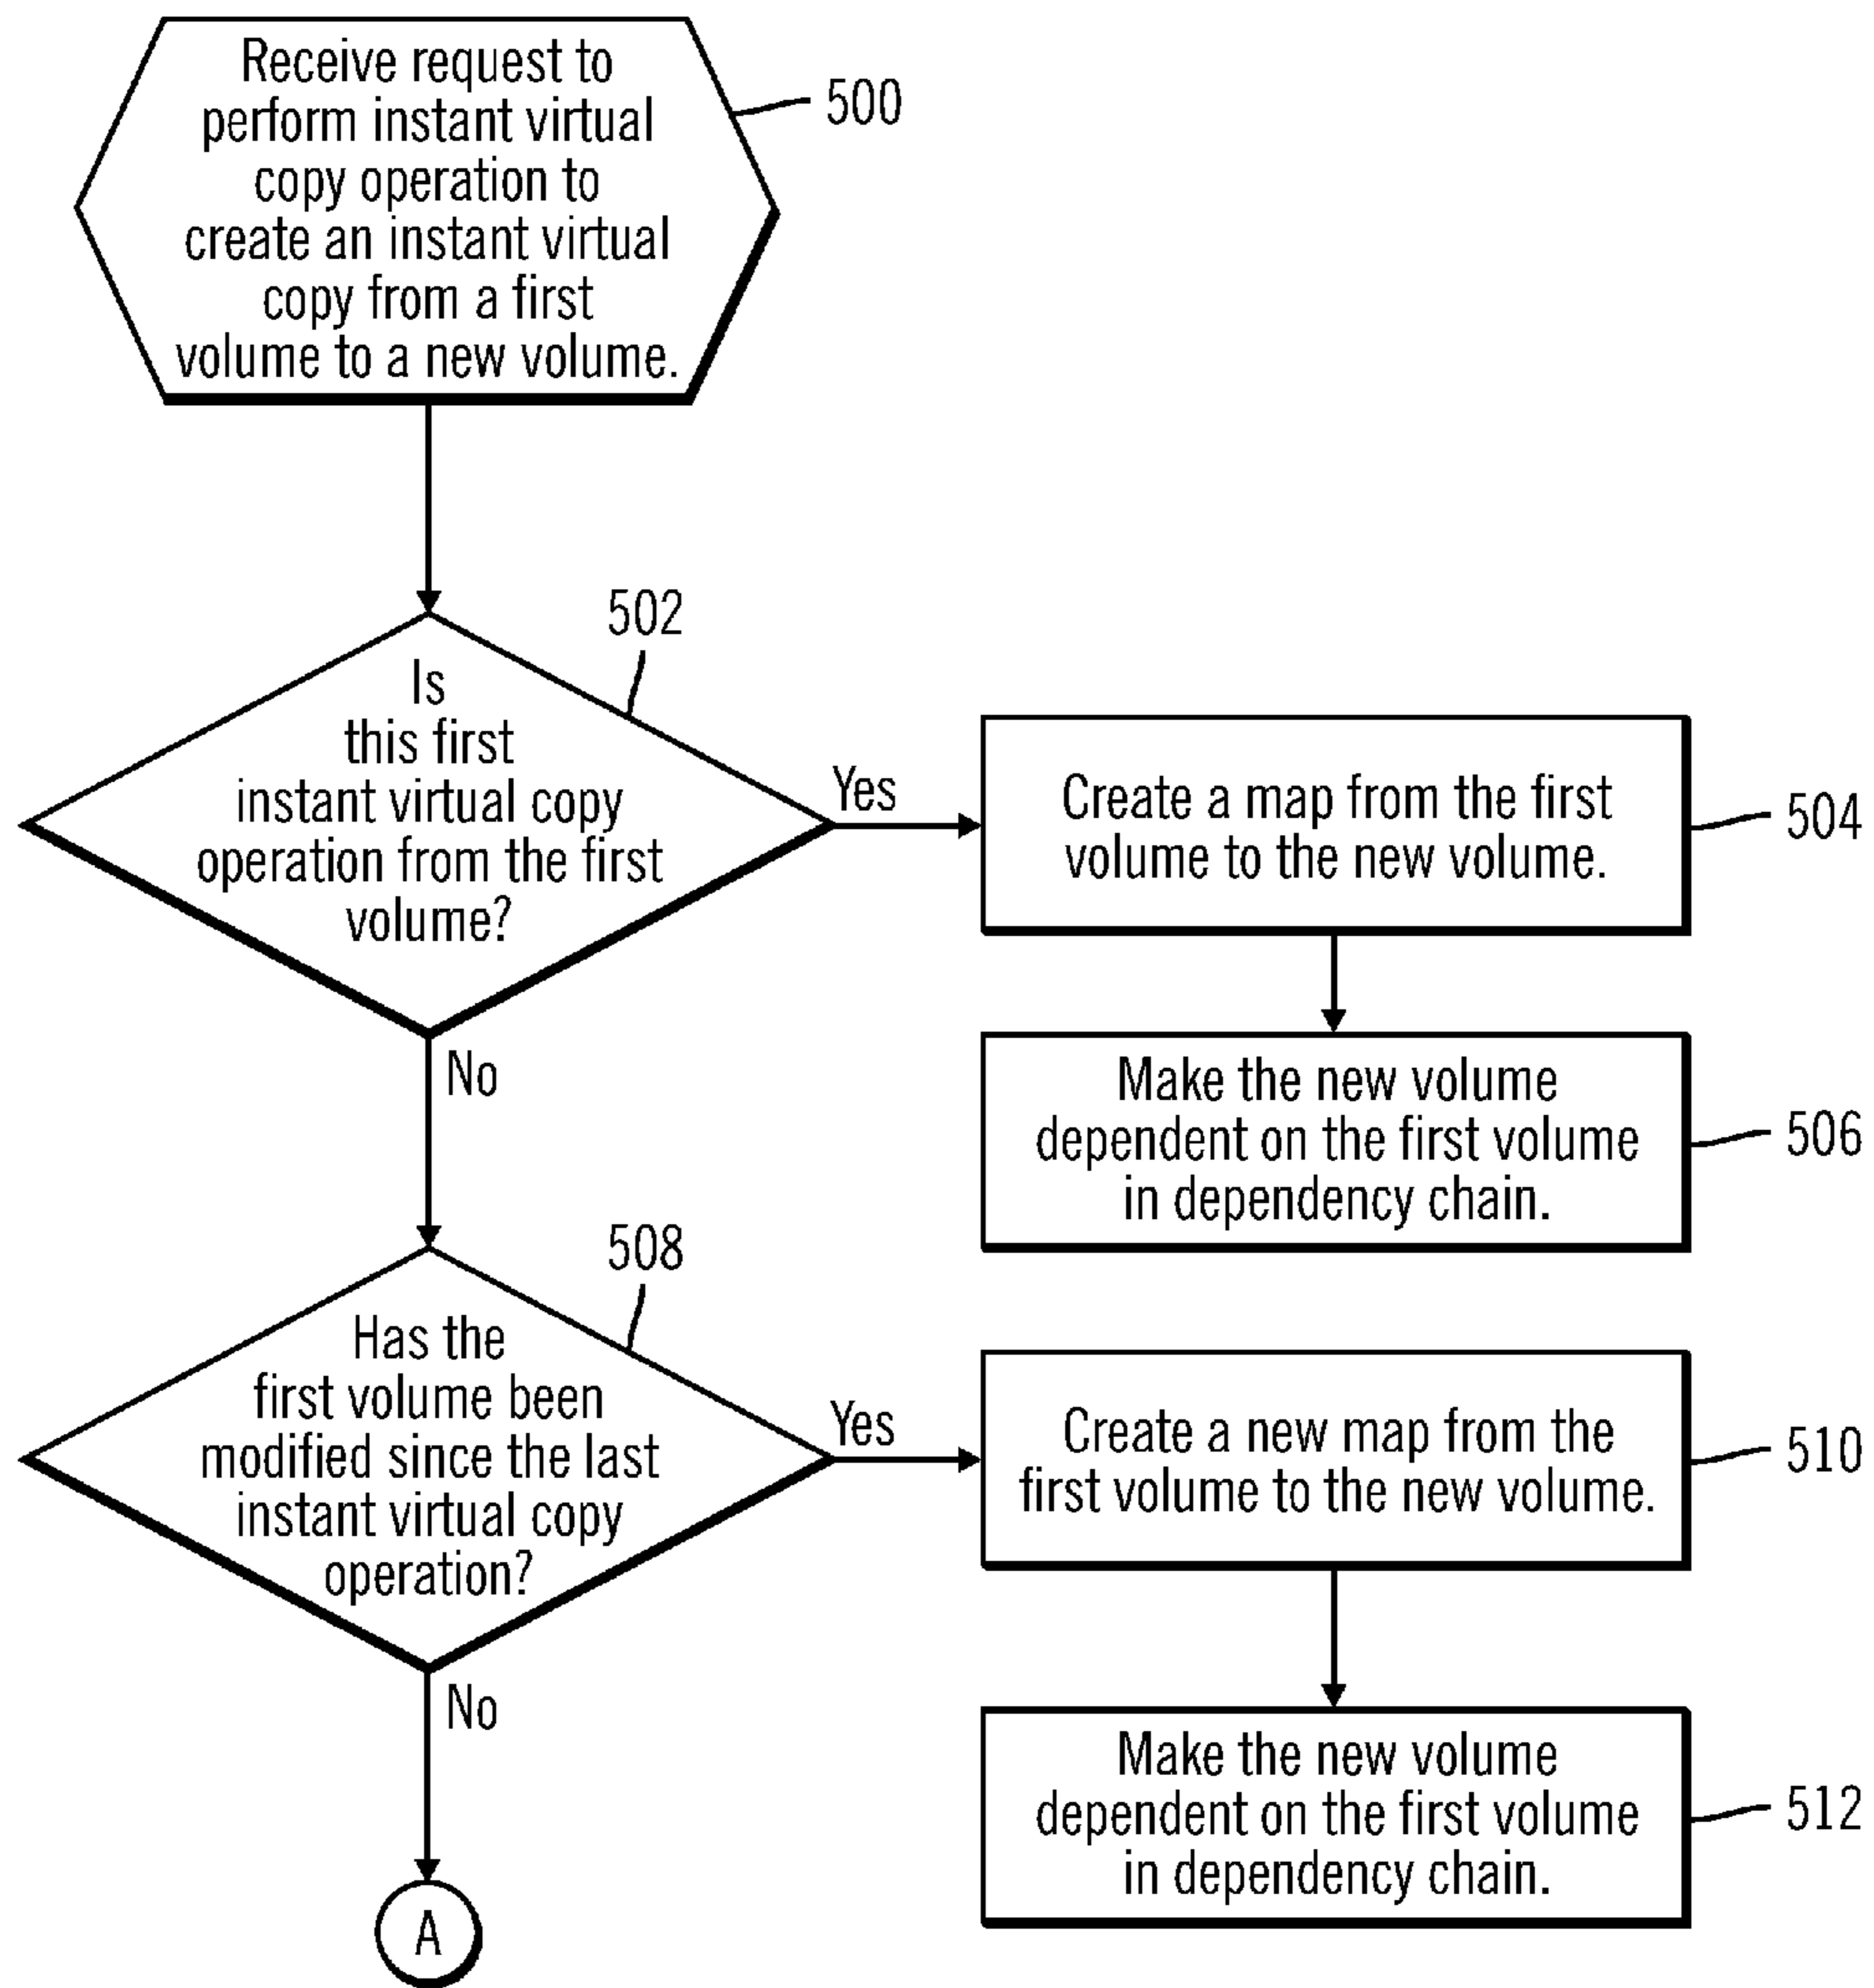 Receive request to
perform instant virtual
copy operation to
create an instant virtual
copy from a first
volume to a new volume.
500
502
Is
this first
instant virtual copy
operation from the first
volume?
Yes
Create a map from the first
volume to the new volume.
504
Make the new volume
dependent on the first volume
in dependency chain.
506
No
508
Has the
first volume been
modified since the last
instant virtual copy
operation?
Yes
Create a new map from the
first volume to the new volume.
510
Make the new volume
dependent on the first volume
in dependency chain.
512
No
A